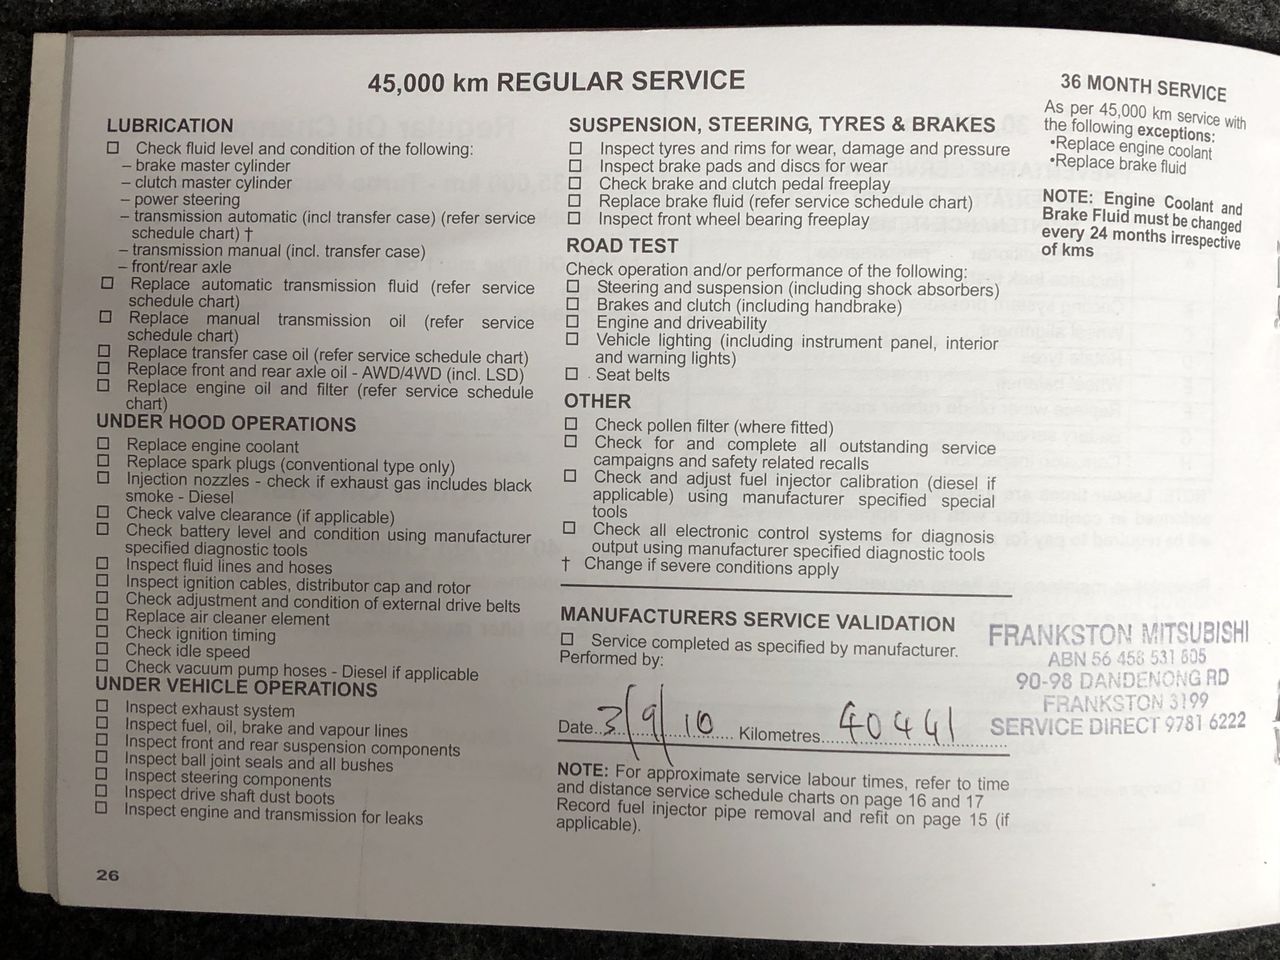 45,000 km REGULAR SERVICE
LUBRICATION
Check fluid level and condition of the following:
– brake master cylinder
– clutch master cylinder
– power steering
– transmission automatic (incl transfer case) (refer service
schedule chart) †
– transmission manual (incl. transfer case)
– front/rear axle
Replace automatic transmission fluid (refer service
schedule chart)
Replace manual transmission oil (refer service
schedule chart)
Replace transfer case oil (refer service schedule chart)
Replace front and rear axle oil - AWD/4WD (incl. LSD)
Replace engine oil and filter (refer service schedule
chart)
UNDER HOOD OPERATIONS
Replace engine coolant
Replace spark plugs (conventional type only)
Injection nozzles - check if exhaust gas includes black
smoke - Diesel
Check valve clearance (if applicable)
Check battery level and condition using manufacturer
specified diagnostic tools
Inspect fluid lines and hoses
Inspect ignition cables, distributor cap and rotor
Check adjustment and condition of external drive belts
Replace air cleaner element
Check ignition timing
Check idle speed
Check vacuum pump hoses - Diesel if applicable
UNDER VEHICLE OPERATIONS
Inspect exhaust system
Inspect fuel, oil, brake and vapour lines
Inspect front and rear suspension components
Inspect ball joint seals and all bushes
Inspect steering components
Inspect drive shaft dust boots
Inspect engine and transmission for leaks
26
SUSPENSION, STEERING, TYRES & BRAKES
Inspect tyres and rims for wear, damage and pressure
Inspect brake pads and discs for wear
Check brake and clutch pedal freeplay
Replace brake fluid (refer service schedule chart)
Inspect front wheel bearing freeplay
ROAD TEST
Check operation and/or performance of the following:
Steering and suspension (including shock absorbers)
Brakes and clutch (including handbrake)
Engine and driveability
Vehicle lighting (including instrument panel, interior
and warning lights)
Seat belts
OTHER
Check pollen filter (where fitted)
Check for and complete all outstanding service
campaigns and safety related recalls
Check and adjust fuel injector calibration (diesel if
applicable) using manufacturer specified special
tools
Check all electronic control systems for diagnosis
output using manufacturer specified diagnostic tools
† Change if severe conditions apply
MANUFACTURERS SERVICE VALIDATION
Service completed as specified by manufacturer.
Performed by:
Date 3/9/10 Kilometres 40441
NOTE: For approximate service labour times, refer to time
and distance service schedule charts on page 16 and 17
Record fuel injector pipe removal and refit on page 15 (if
applicable).
36 MONTH SERVICE
As per 45,000 km service with
the following exceptions:
•Replace engine coolant
•Replace brake fluid
NOTE: Engine Coolant and
Brake Fluid must be changed
every 24 months irrespective
of kms
FRANKSTON MITSUBISHI
ABN 56 456 531 605
90-98 DANDENONG RD
FRANKSTON 3199
SERVICE DIRECT 9781 6222